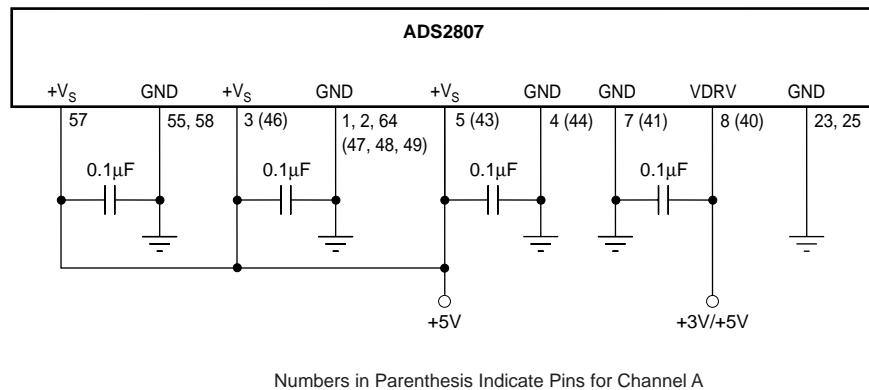 ADS2807
+VS GND +VS GND +VS GND GND VDRV GND
57 55, 58 3 (46) 1, 2, 64 5 (43) 4 (44) 7 (41) 8 (40) 23, 25
(47, 48, 49)
0.1µF 0.1µF 0.1µF 0.1µF
+5V +3V/+5V
Numbers in Parenthesis Indicate Pins for Channel A